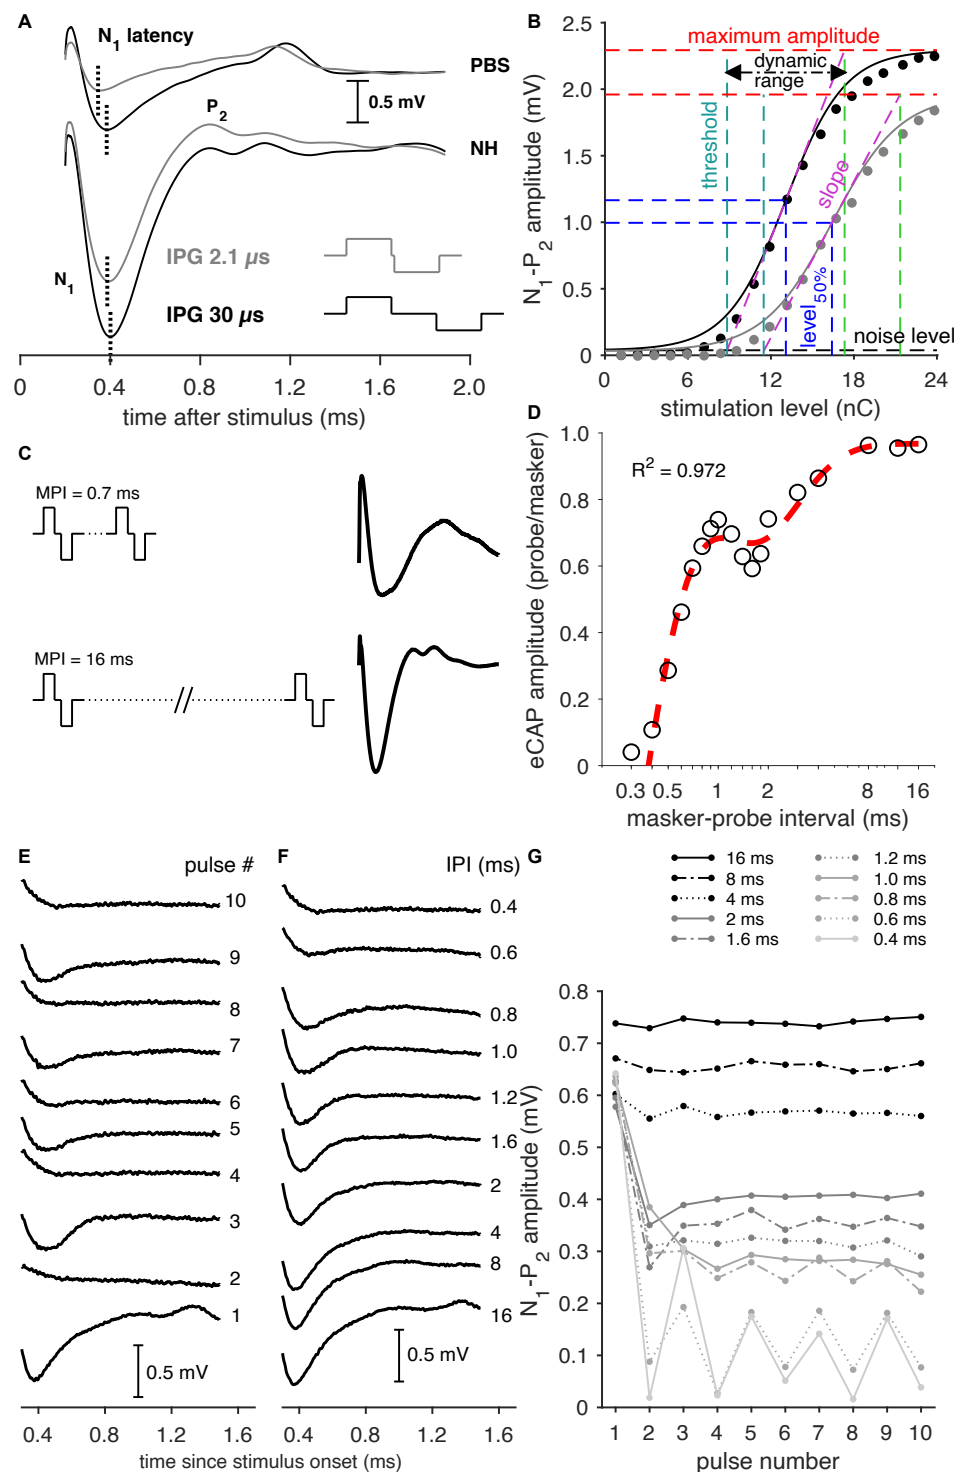 A
N1 latency
PBS
0.5 mV
P2
NH
N1
IPG 2.1 µs
IPG 30 µs
0 0.4 0.8 1.2 1.6 2.0
time after stimulus (ms)
B
2.5
2.0
1.5
1.0
0.5
0
N1-P2 amplitude (mV)
maximum amplitude
dynamic
range
threshold
slope
level50%
noise level
0 6 12 18 24
stimulation level (nC)
C
MPI = 0.7 ms
MPI = 16 ms
D
1.0
0.8
0.6
0.4
0.2
0
eCAP amplitude (probe/masker)
R2 = 0.972
0.3 0.5 1 2 8 16
masker-probe interval (ms)
E
pulse #
10
9
8
7
6
5
4
3
2
1
0.5 mV
0.4 0.8 1.2 1.6
F
IPI (ms)
0.4
0.6
0.8
1.0
1.2
1.6
2
4
8
16
0.5 mV
0.4 0.8 1.2 1.6
time since stimulus onset (ms)
G
16 ms
8 ms
4 ms
2 ms
1.6 ms
1.2 ms
1.0 ms
0.8 ms
0.6 ms
0.4 ms
0.8
0.7
0.6
0.5
0.4
0.3
0.2
0.1
0
N1-P2 amplitude (mV)
1 2 3 4 5 6 7 8 9 10
pulse number